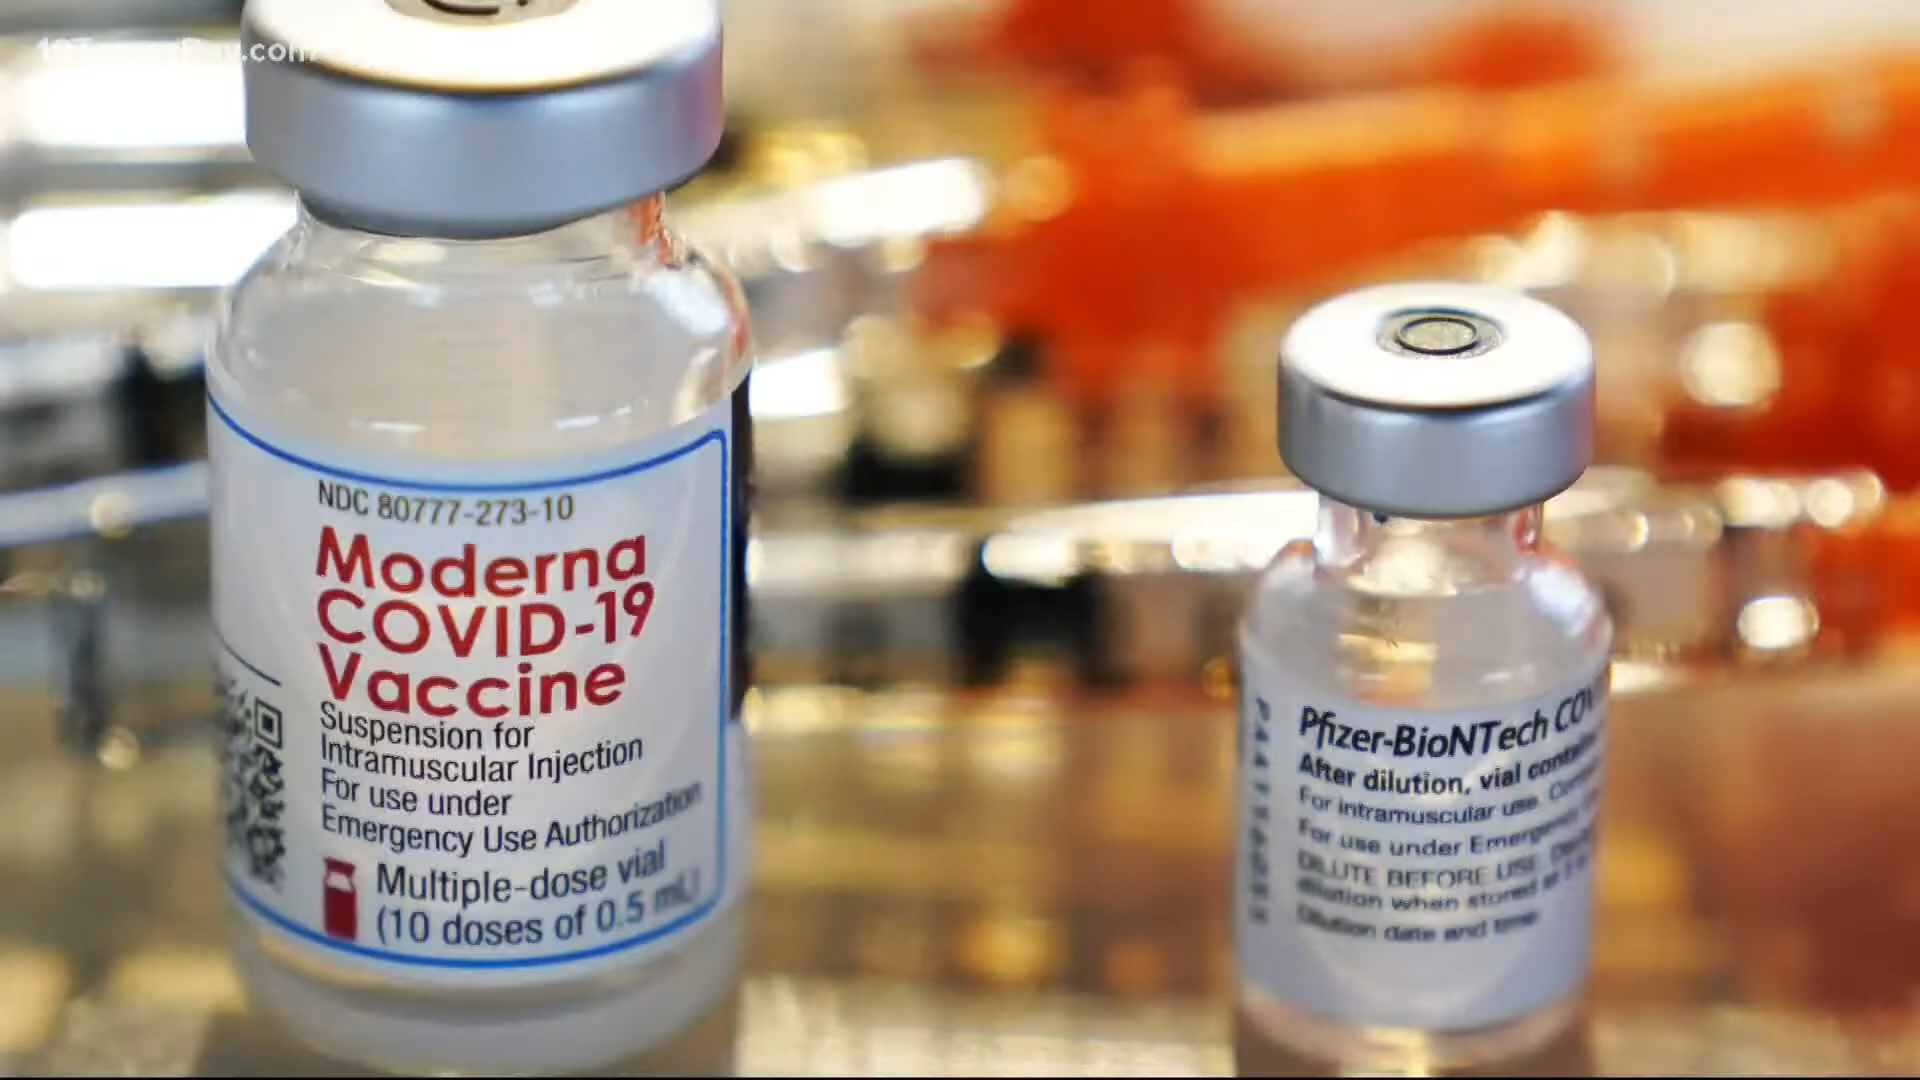 NDC 80777-273-10
Moderna
COVID-19
Vaccine
Suspension for
Intramuscular Injection
For use under
Emergency Use Authorization
Multiple-dose vial
(10 doses of 0.5 mL)
Pfizer-BioNTech
After dilution, vial
For intramuscular use.
For use under Emergency
DILUTE BEFORE USE.
dilution when stored at
Dilution date and time